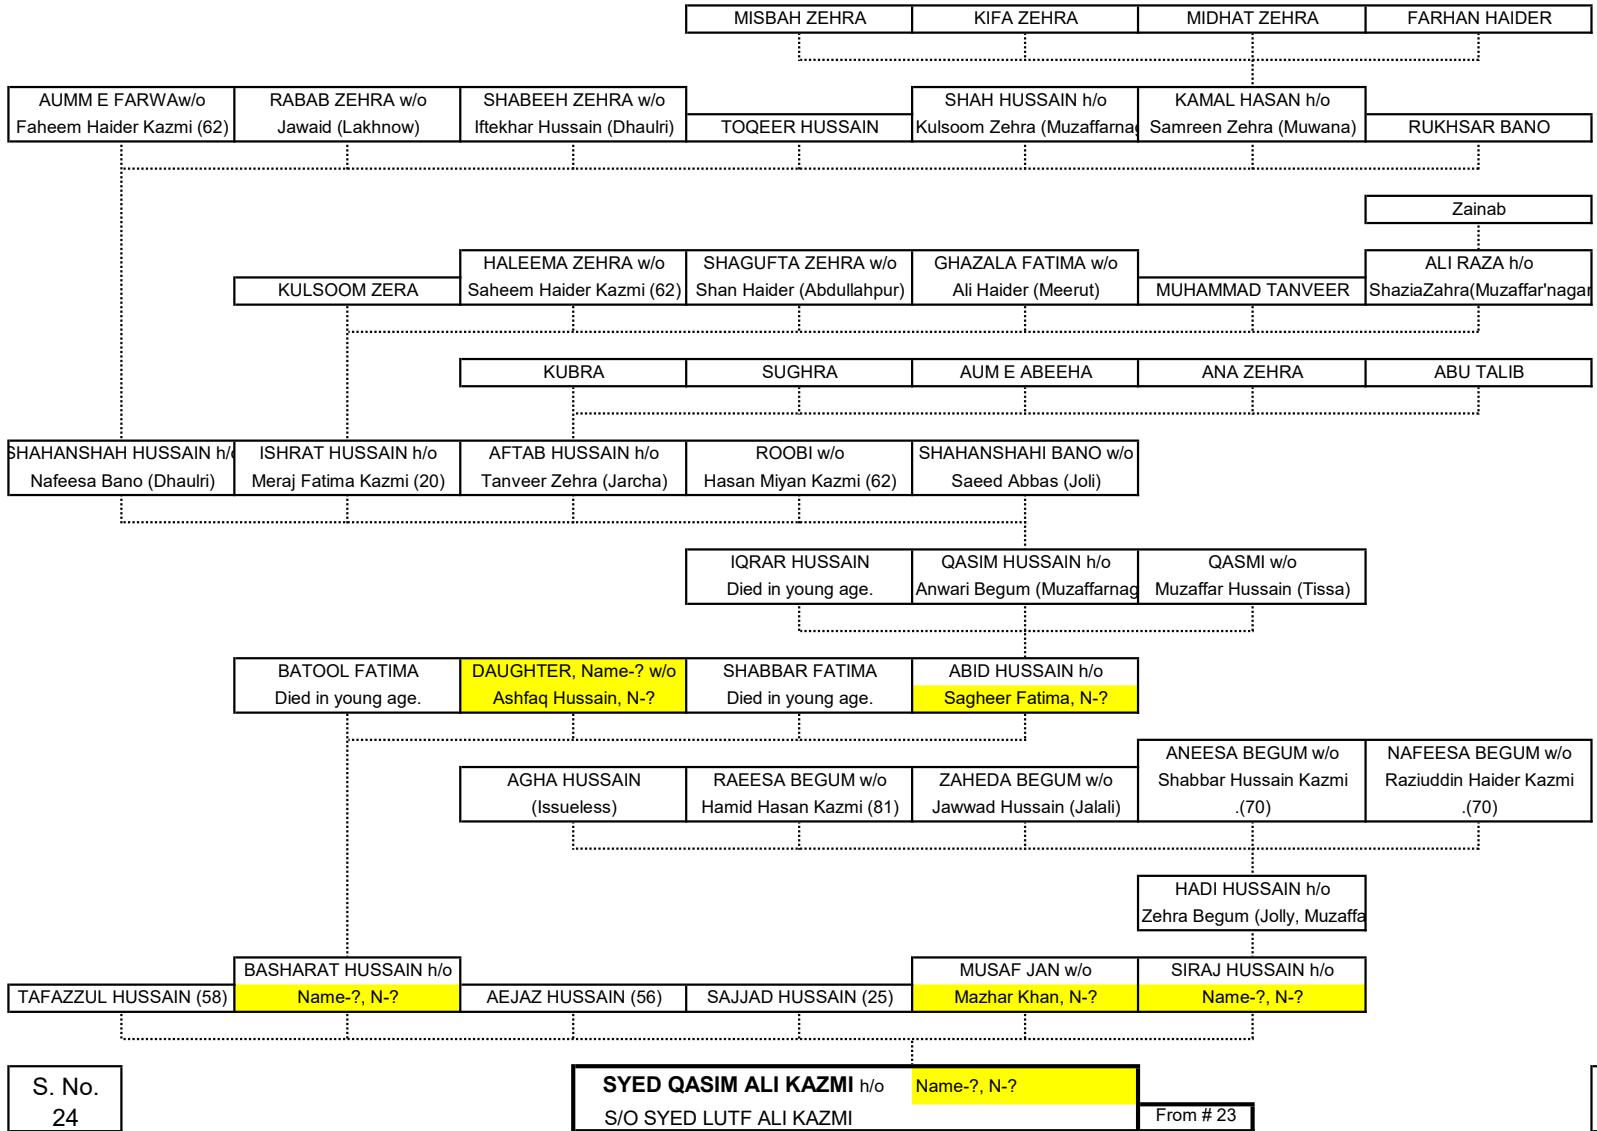 MISBAH ZEHRA
KIFA ZEHRA
MIDHAT ZEHRA
FARHAN HAIDER
AUMM E FARWAw/o
Faheem Haider Kazmi (62)
RABAB ZEHRA w/o
Jawaid (Lakhnow)
SHABEEH ZEHRA w/o
Iftekhar Hussain (Dhaulri)
TOQEER HUSSAIN
SHAH HUSSAIN h/o
Kulsoom Zehra (Muzaffarnag
KAMAL HASAN h/o
Samreen Zehra (Muwana)
RUKHSAR BANO
Zainab
KULSOOM ZERA
HALEEMA ZEHRA w/o
Saheem Haider Kazmi (62)
SHAGUFTA ZEHRA w/o
Shan Haider (Abdullahpur)
GHAZALA FATIMA w/o
Ali Haider (Meerut)
MUHAMMAD TANVEER
ALI RAZA h/o
ShaziaZahra(Muzaffar'nagar
KUBRA
SUGHRA
AUM E ABEEHA
ANA ZEHRA
ABU TALIB
SHAHANSHAH HUSSAIN h/o
Nafeesa Bano (Dhaulri)
ISHRAT HUSSAIN h/o
Meraj Fatima Kazmi (20)
AFTAB HUSSAIN h/o
Tanveer Zehra (Jarcha)
ROOBI w/o
Hasan Miyan Kazmi (62)
SHAHANSHAHI BANO w/o
Saeed Abbas (Joli)
IQRAR HUSSAIN
Died in young age.
QASIM HUSSAIN h/o
Anwari Begum (Muzaffarnag
QASMI w/o
Muzaffar Hussain (Tissa)
BATOOL FATIMA
Died in young age.
DAUGHTER, Name-? w/o
Ashfaq Hussain, N-?
SHABBAR FATIMA
Died in young age.
ABID HUSSAIN h/o
Sagheer Fatima, N-?
AGHA HUSSAIN
(Issueless)
RAEESA BEGUM w/o
Hamid Hasan Kazmi (81)
ZAHEDA BEGUM w/o
Jawwad Hussain (Jalali)
ANEESA BEGUM w/o
Shabbar Hussain Kazmi
.(70)
NAFEESA BEGUM w/o
Raziuddin Haider Kazmi
.(70)
HADI HUSSAIN h/o
Zehra Begum (Jolly, Muzaffa
TAFAZZUL HUSSAIN (58)
BASHARAT HUSSAIN h/o
Name-?, N-?
AEJAZ HUSSAIN (56)
SAJJAD HUSSAIN (25)
MUSAF JAN w/o
Mazhar Khan, N-?
SIRAJ HUSSAIN h/o
Name-?, N-?
S. No.
24
SYED QASIM ALI KAZMI h/o Name-?, N-?
S/O SYED LUTF ALI KAZMI
From # 23